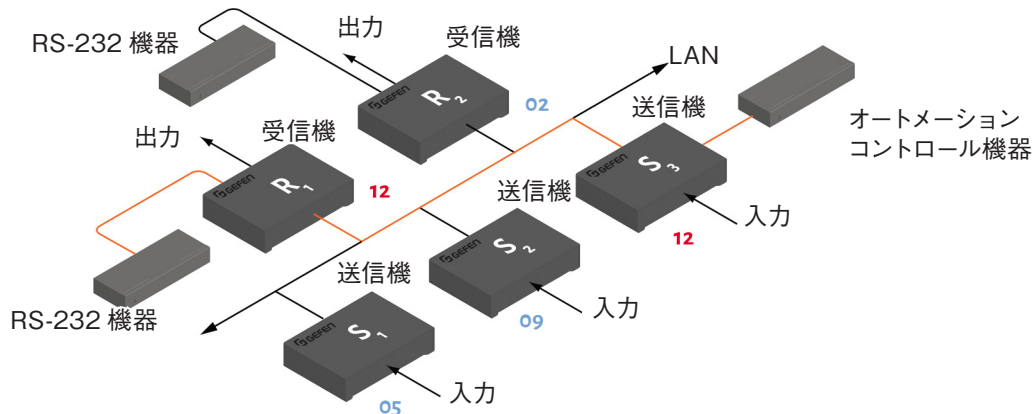 RS-232 機器
出力
受信機
GEFEN
R2
02
LAN
送信機
GEFEN
S3
12
オートメーション
コントロール機器
入力
出力
受信機
GEFEN
R1
12
送信機
GEFEN
S2
09
入力
RS-232 機器
送信機
GEFEN
S1
05
入力